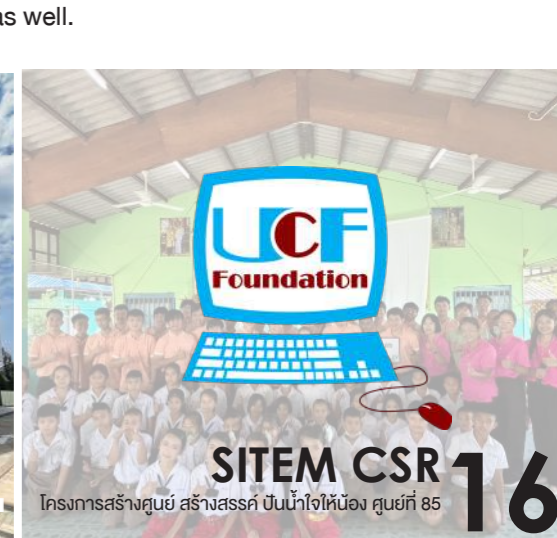 as well.
UCF
Foundation
SITEM CSR 16
โครงการสร้างศูนย์ สร้างสรรค์ ปันน้ำใจให้น้อง ศูนย์ที่ 85